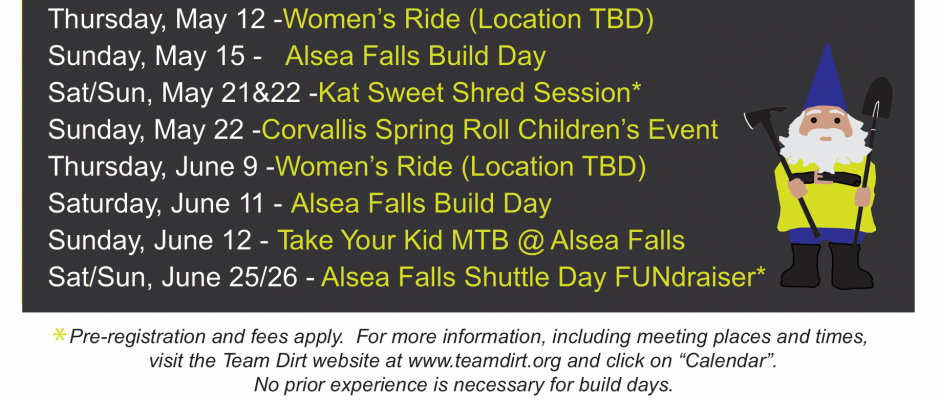 Thursday, May 12 -Women's Ride (Location TBD)
Sunday, May 15 - Alsea Falls Build Day
Sat/Sun, May 21&22 -Kat Sweet Shred Session*
Sunday, May 22 -Corvallis Spring Roll Children's Event
Thursday, June 9 -Women's Ride (Location TBD)
Saturday, June 11 - Alsea Falls Build Day
Sunday, June 12 - Take Your Kid MTB @ Alsea Falls
Sat/Sun, June 25/26 - Alsea Falls Shuttle Day FUNdraiser*
*Pre-registration and fees apply. For more information, including meeting places and times,
visit the Team Dirt website at www.teamdirt.org and click on “Calendar”.
No prior experience is necessary for build days.